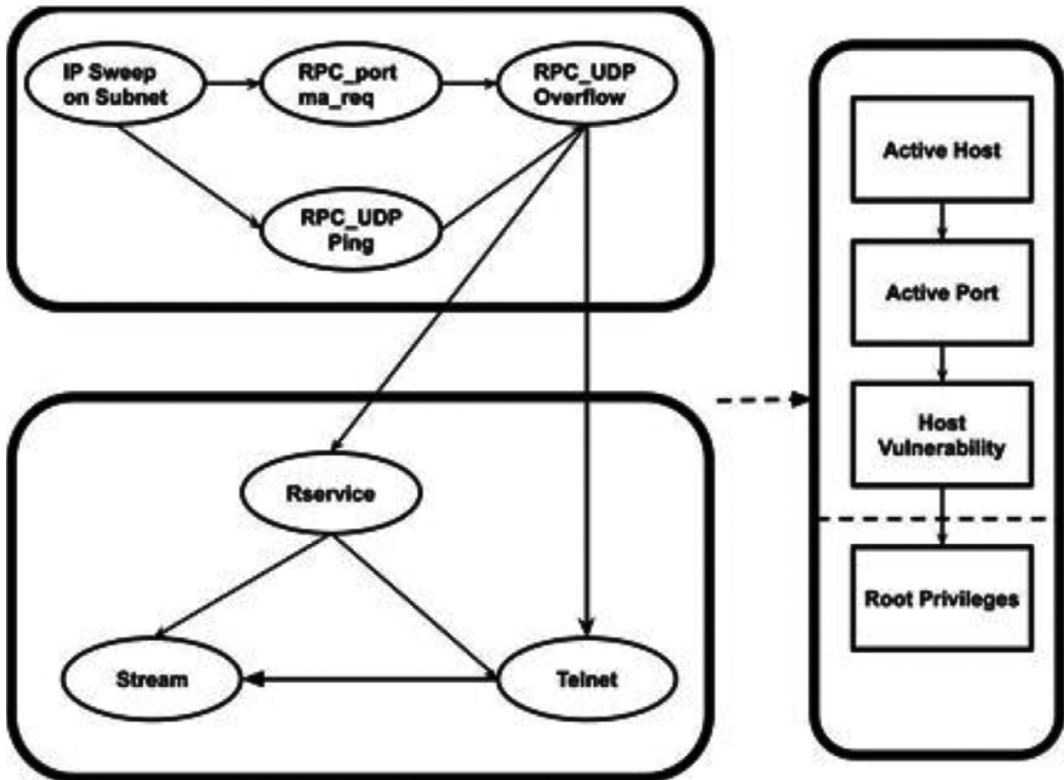 IP Sweep
on Subnet
RPC_port
ma_req
RPC_UDP
Overflow
RPC_UDP
Ping
Rservice
Stream
Telnet
Active Host
Active Port
Host
Vulnerability
Root Privileges